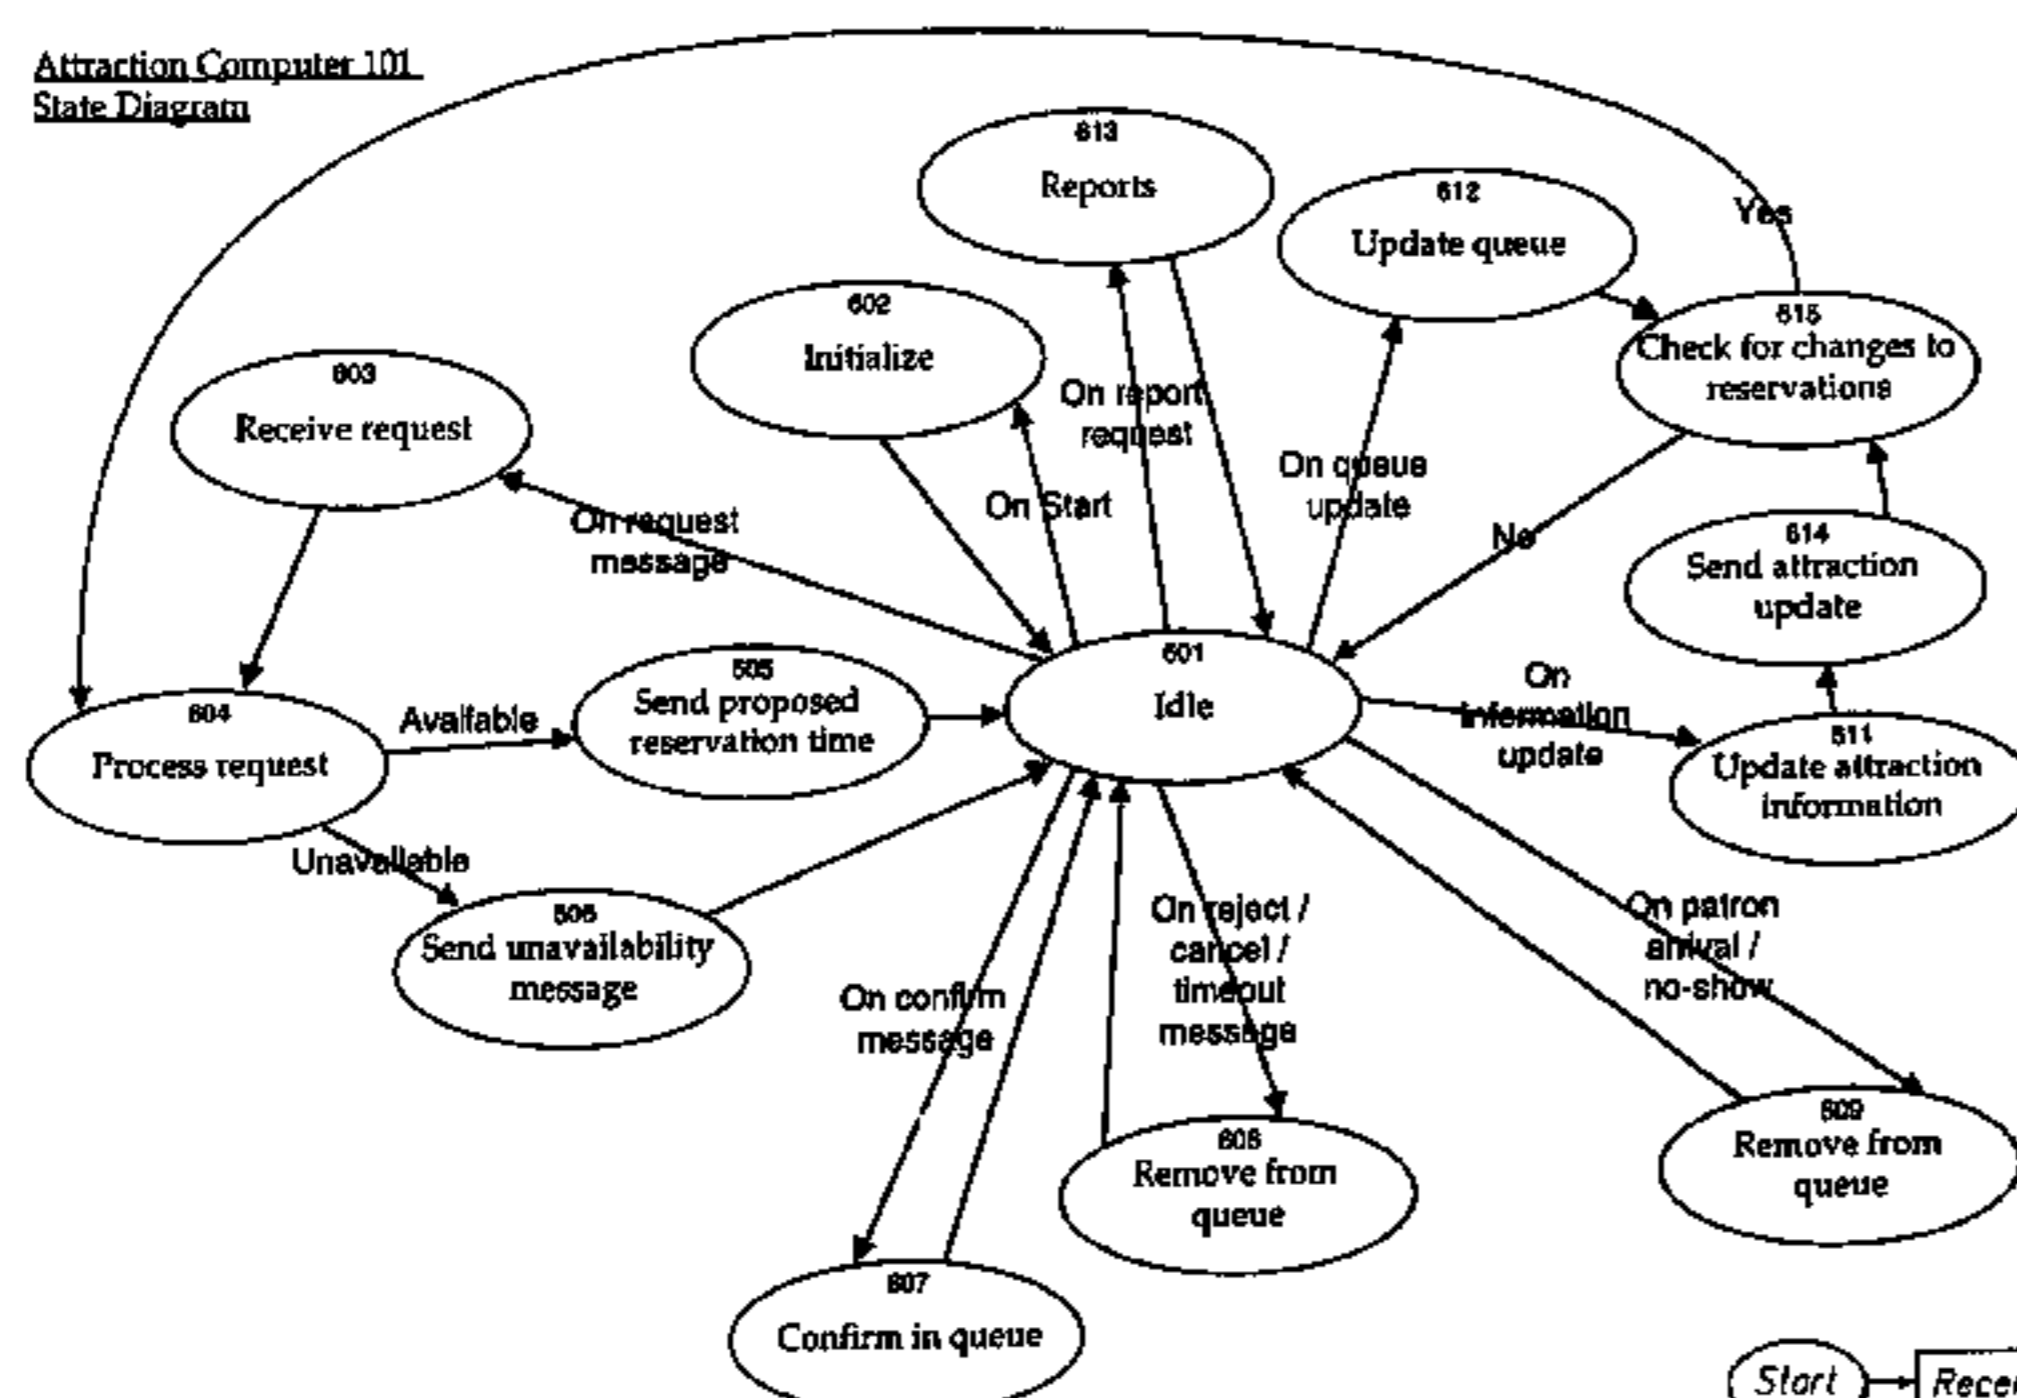 Attraction Computer 101
State Diagram
613
Reports
612
Update queue
Yes
602
Initialize
615
Check for changes to
reservations
603
Receive request
On report
request
On queue
update
On Start
On request
message
No
614
Send attraction
update
601
Idle
605
Send proposed
reservation time
Available
604
Process request
On
information
update
611
Update attraction
information
Unavailable
606
Send unavailability
message
On reject /
cancel /
timeout
message
On patron
arrival /
no-show
On confirm
message
608
Remove from
queue
609
Remove from
queue
607
Confirm in queue
Start